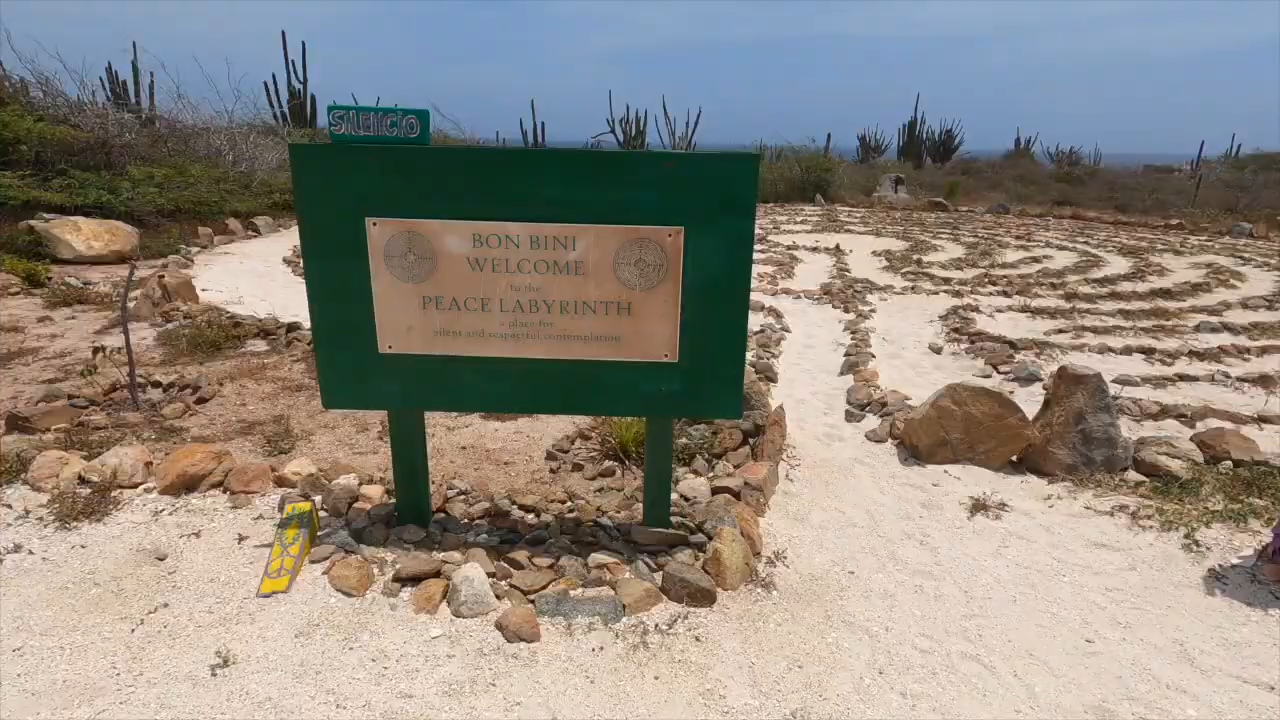 SILENCIO
BON BINI
WELCOME
to the
PEACE LABYRINTH
a place for
silent and respectful contemplation